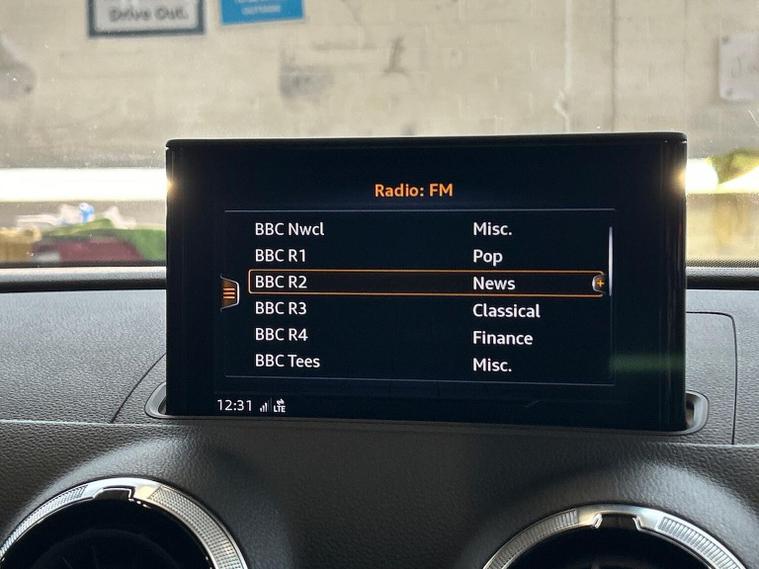 Drive Out.
Radio: FM
BBC Nwcl Misc.
BBC R1 Pop
BBC R2 News
BBC R3 Classical
BBC R4 Finance
BBC Tees Misc.
12:31 LTE